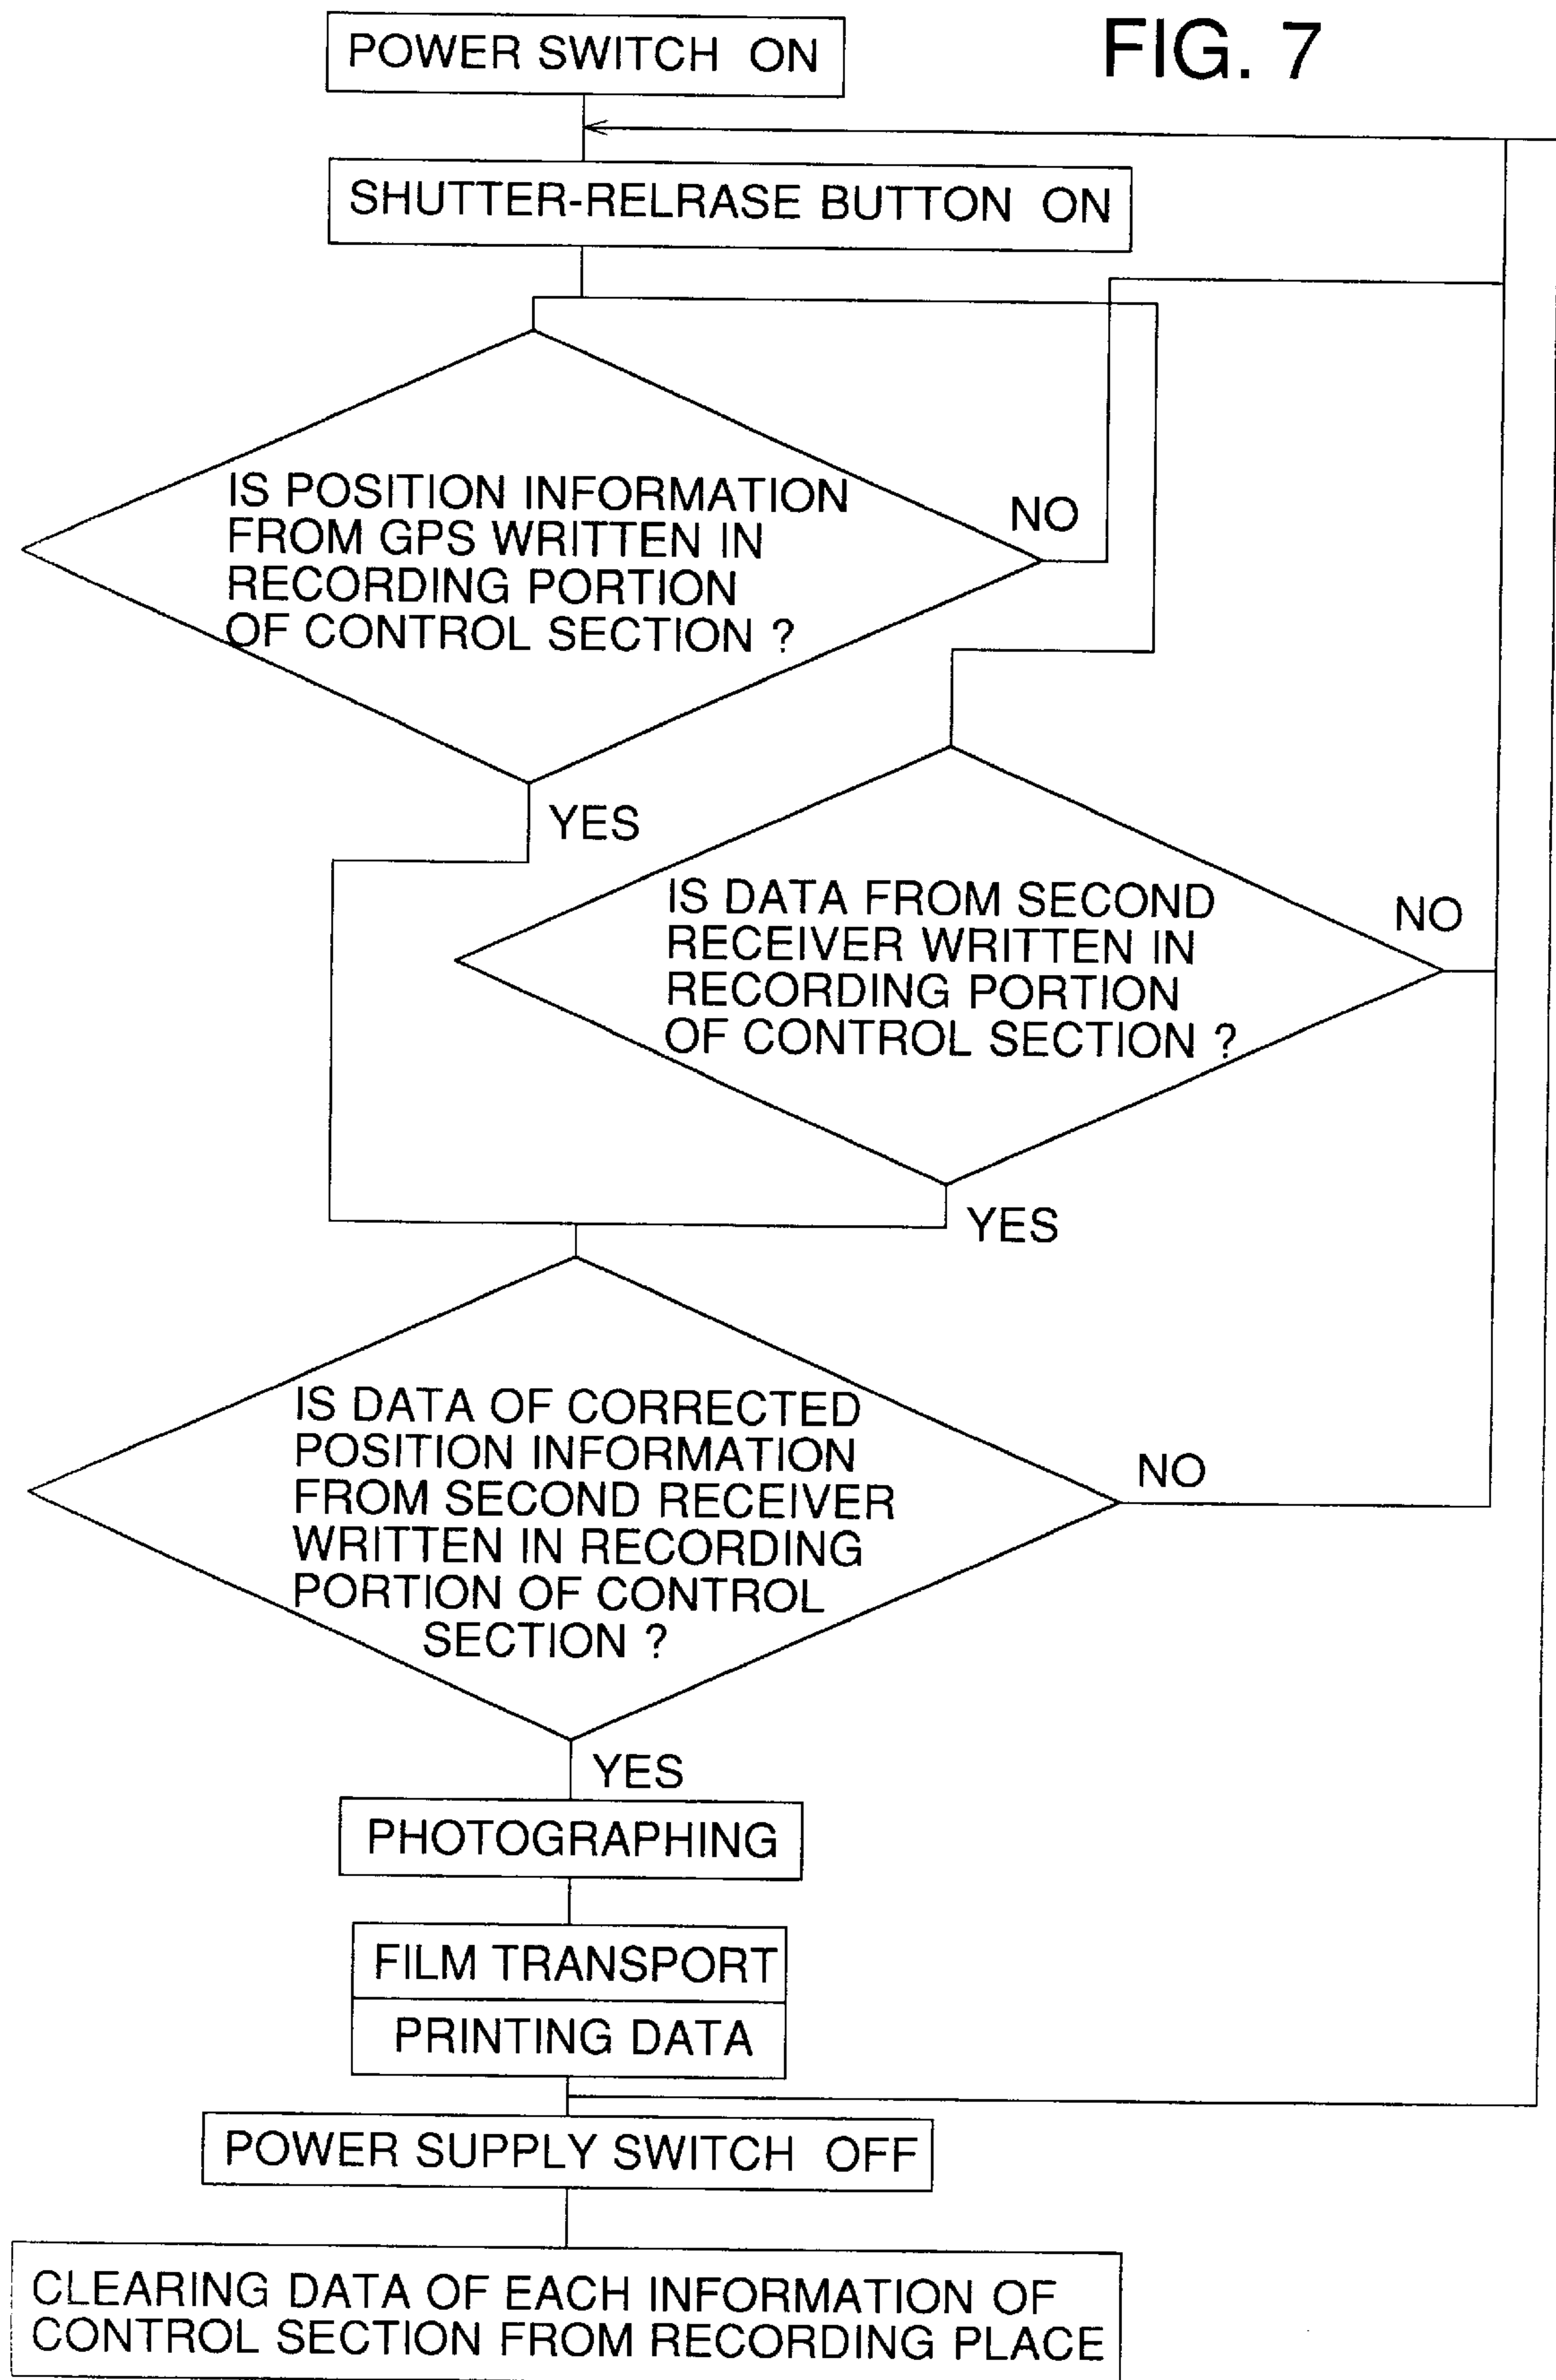 FIG. 7
POWER SWITCH ON
SHUTTER-RELRASE BUTTON ON
IS POSITION INFORMATION
FROM GPS WRITTEN IN
RECORDING PORTION
OF CONTROL SECTION ?
NO
YES
IS DATA FROM SECOND
RECEIVER WRITTEN IN
RECORDING PORTION
OF CONTROL SECTION ?
NO
YES
IS DATA OF CORRECTED
POSITION INFORMATION
FROM SECOND RECEIVER
WRITTEN IN RECORDING
PORTION OF CONTROL
SECTION ?
NO
YES
PHOTOGRAPHING
FILM TRANSPORT
PRINTING DATA
POWER SUPPLY SWITCH OFF
CLEARING DATA OF EACH INFORMATION OF
CONTROL SECTION FROM RECORDING PLACE